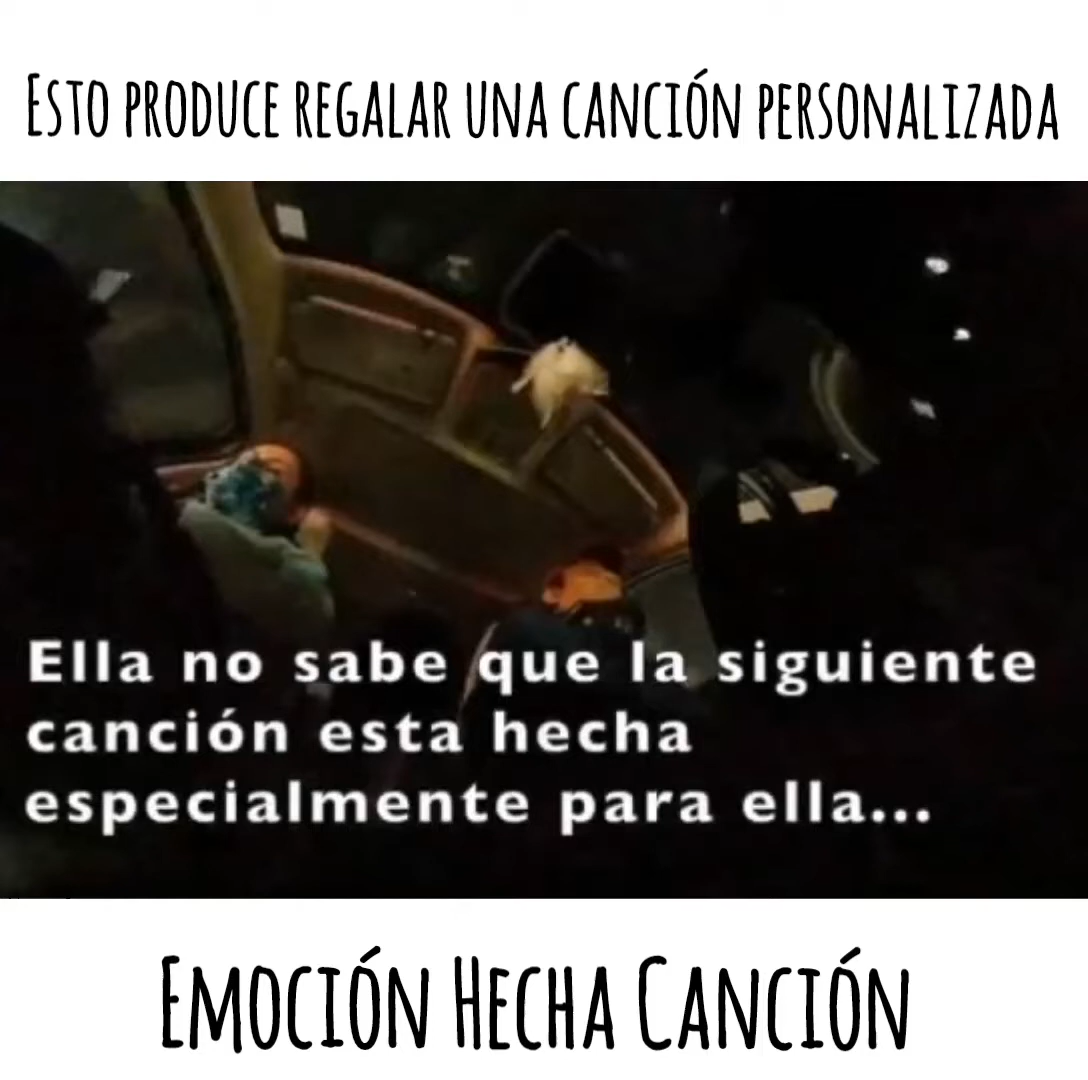 Esto produce regalar una canción personalizada
Ella no sabe que la siguiente
canción esta hecha
especialmente para ella...
Emoción Hecha Canción